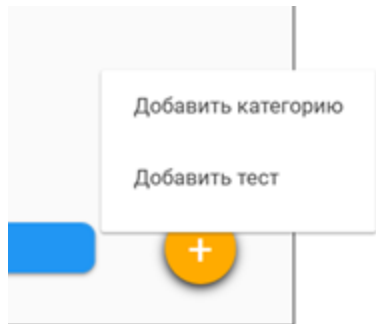 Добавить категорию
Добавить тест
+